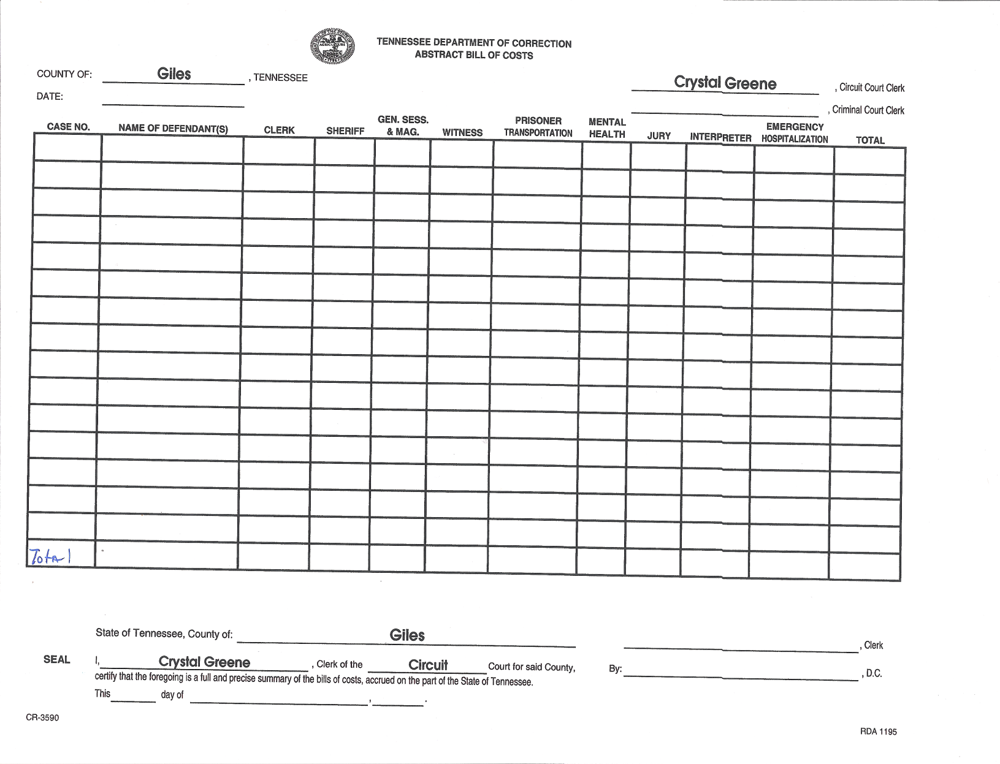 TENNESSEE DEPARTMENT OF CORRECTION
ABSTRACT BILL OF COSTS
AGRICULTURE
COUNTY OF: Giles , TENNESSEE
Crystal Greene , Circuit Court Clerk
DATE:
, Criminal Court Clerk
CASE NO. NAME OF DEFENDANT(S) CLERK SHERIFF GEN. SESS. & MAG. WITNESS PRISONER TRANSPORTATION MENTAL HEALTH JURY INTERPRETER EMERGENCY HOSPITALIZATION TOTAL
Total
State of Tennessee, County of: Giles
, Clerk
SEAL I, Crystal Greene , Clerk of the Circuit Court for said County,
By: , D.C.
certify that the foregoing is a full and precise summary of the bills of costs, accrued on the part of the State of Tennessee.
This day of , .
CR-3590
RDA 1195